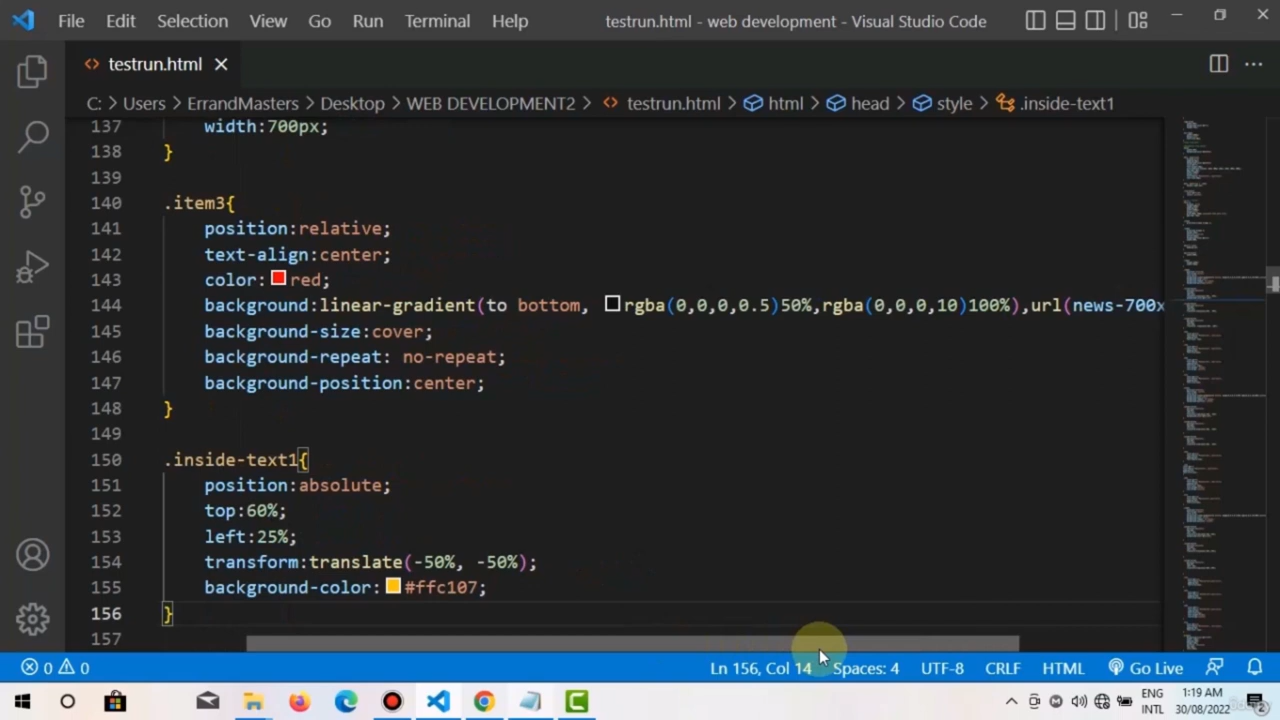 File Edit Selection View Go Run Terminal Help testrun.html - web development - Visual Studio Code
testrun.html
C: > Users > ErrandMasters > Desktop > WEB DEVELOPMENT2 > testrun.html > html > head > style > .inside-text1
137 width:700px;
138 }
139
140 .item3{
141 position:relative;
142 text-align:center;
143 color:red;
144 background:linear-gradient(to bottom, rgba(0,0,0,0.5)50%,rgba(0,0,0,10)100%),url(news-700x
145 background-size:cover;
146 background-repeat: no-repeat;
147 background-position:center;
148 }
149
150 .inside-text1{
151 position:absolute;
152 top:60%;
153 left:25%;
154 transform:translate(-50%, -50%);
155 background-color:#ffc107;
156 }
157
0 0 Ln 156, Col 14 Spaces: 4 UTF-8 CRLF HTML Go Live
ENG 1:19 AM
INTL 30/08/2022 2